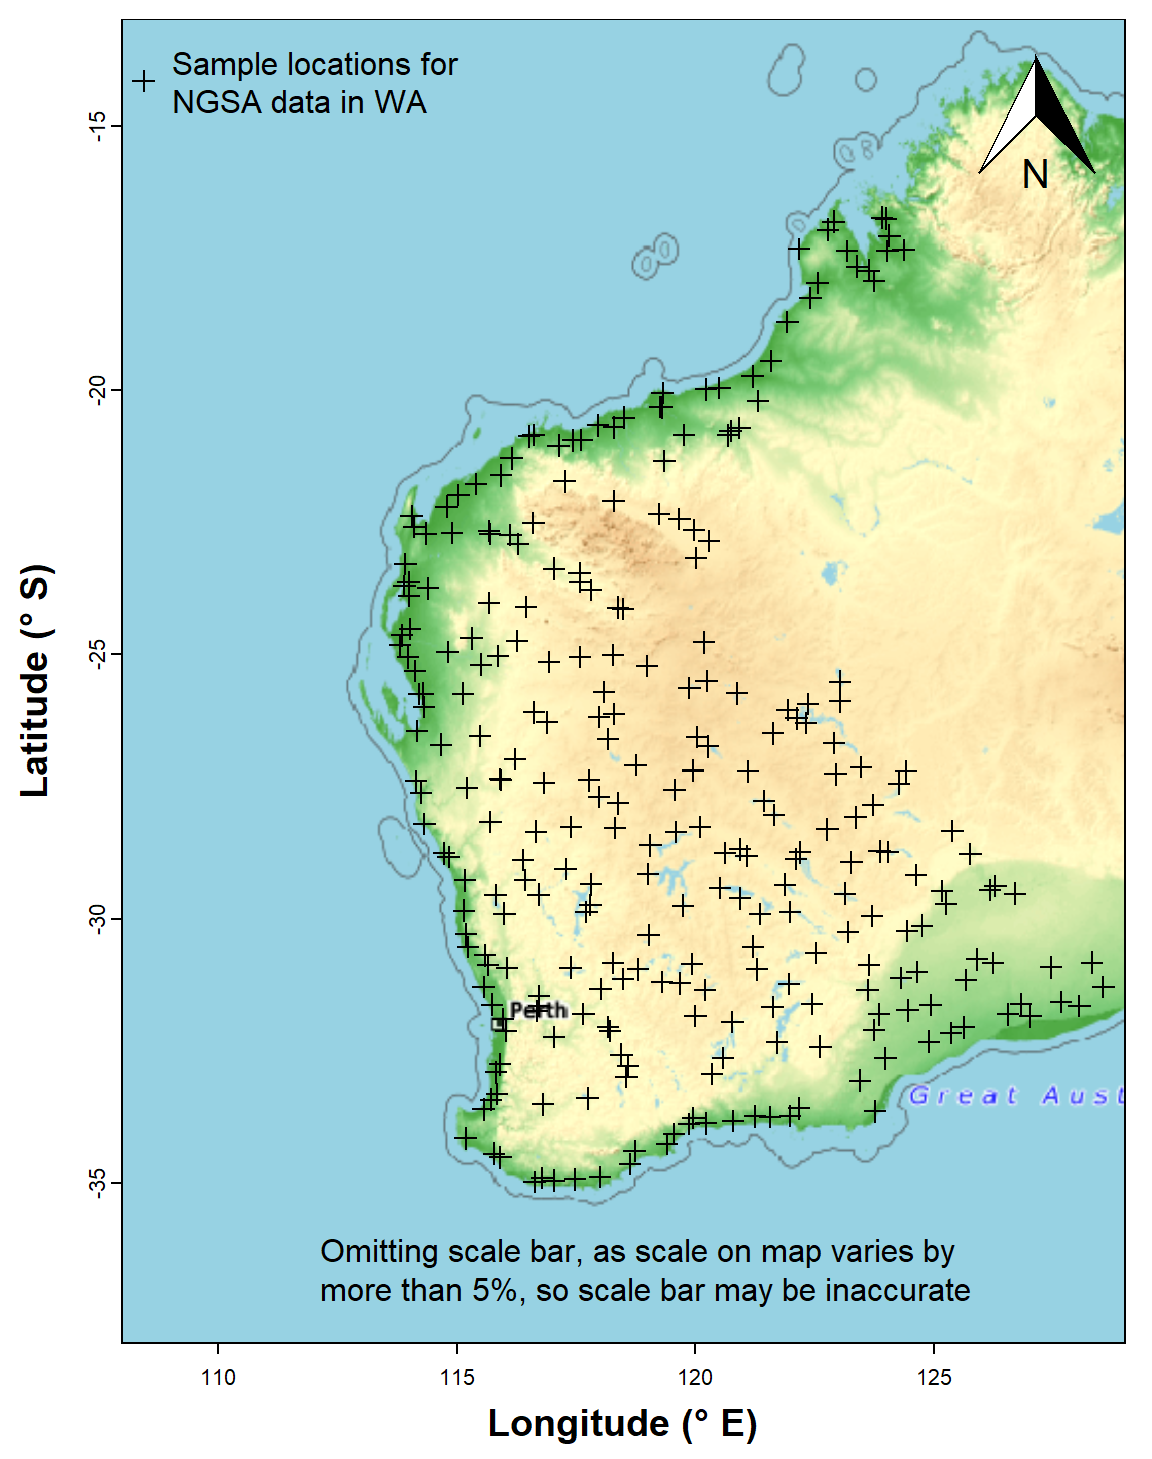 Sample locations for
NGSA data in WA
N
-15
-20
-25
-30
-35
Latitude (° S)
Perth
Great Aust
Omitting scale bar, as scale on map varies by
more than 5%, so scale bar may be inaccurate
110
115
120
125
Longitude (° E)